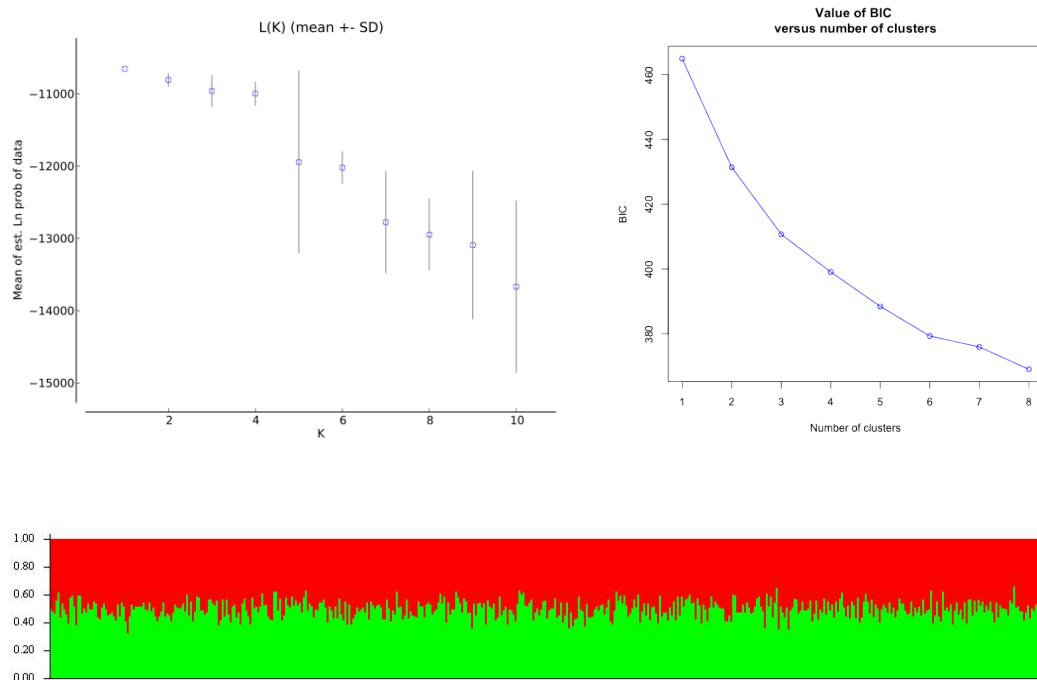 L(K) (mean +- SD)
Mean of est. Ln prob of data
−11000
−12000
−13000
−14000
−15000
2 4 6 8 10
K
Value of BIC
versus number of clusters
BIC
460
440
420
400
380
1 2 3 4 5 6 7 8
Number of clusters
1.00
0.80
0.60
0.40
0.20
0.00